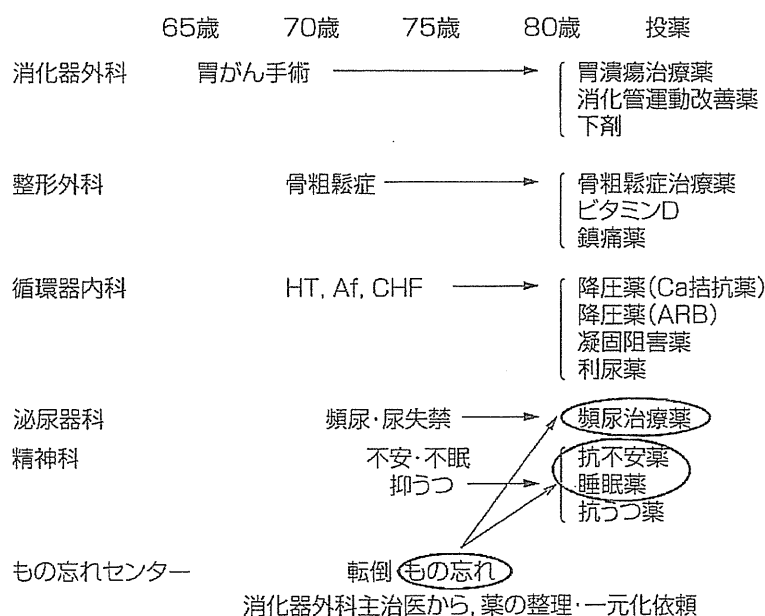 65歳 70歳 75歳 80歳 投薬
消化器外科 胃がん手術 胃潰瘍治療薬
消化管運動改善薬
下剤
整形外科 骨粗鬆症 骨粗鬆症治療薬
ビタミンD
鎮痛薬
循環器内科 HT, Af, CHF 降圧薬(Ca拮抗薬)
降圧薬(ARB)
凝固阻害薬
利尿薬
泌尿器科 頻尿・尿失禁 頻尿治療薬
精神科 不安・不眠 抗不安薬
抑うつ 睡眠薬
抗うつ薬
もの忘れセンター 転倒 もの忘れ
消化器外科主治医から, 薬の整理・一元化依頼